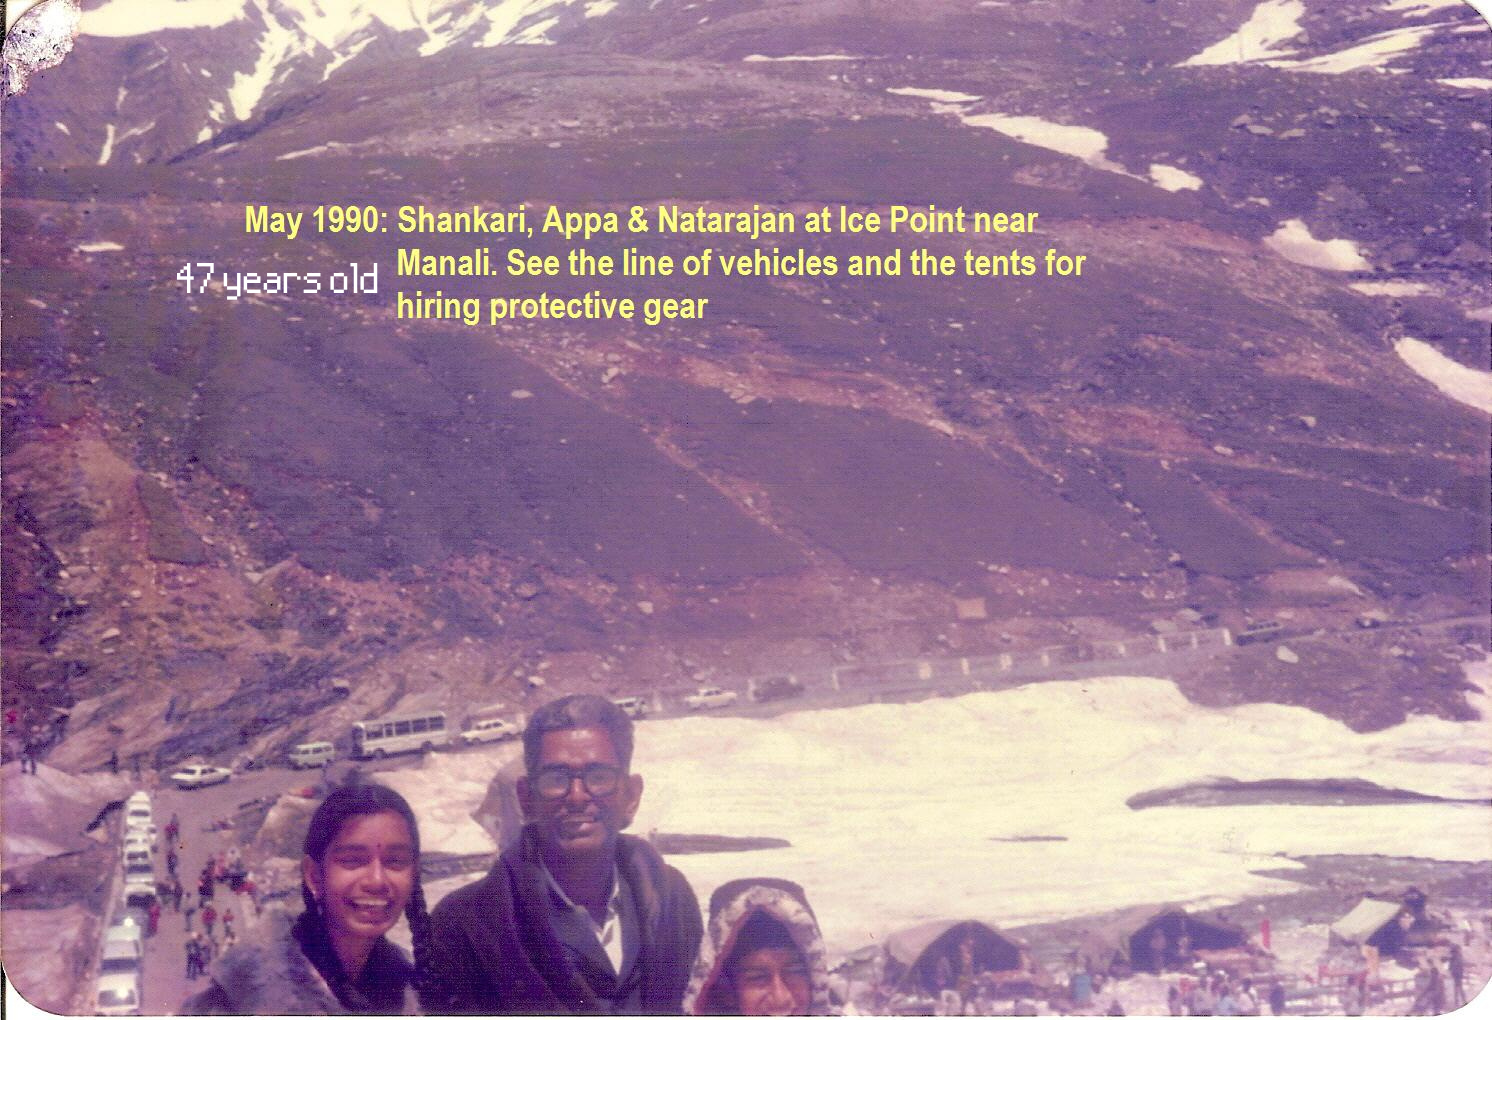 May 1990: Shankari, Appa & Natarajan at Ice Point near
Manali. See the line of vehicles and the tents for
hiring protective gear
47 years old